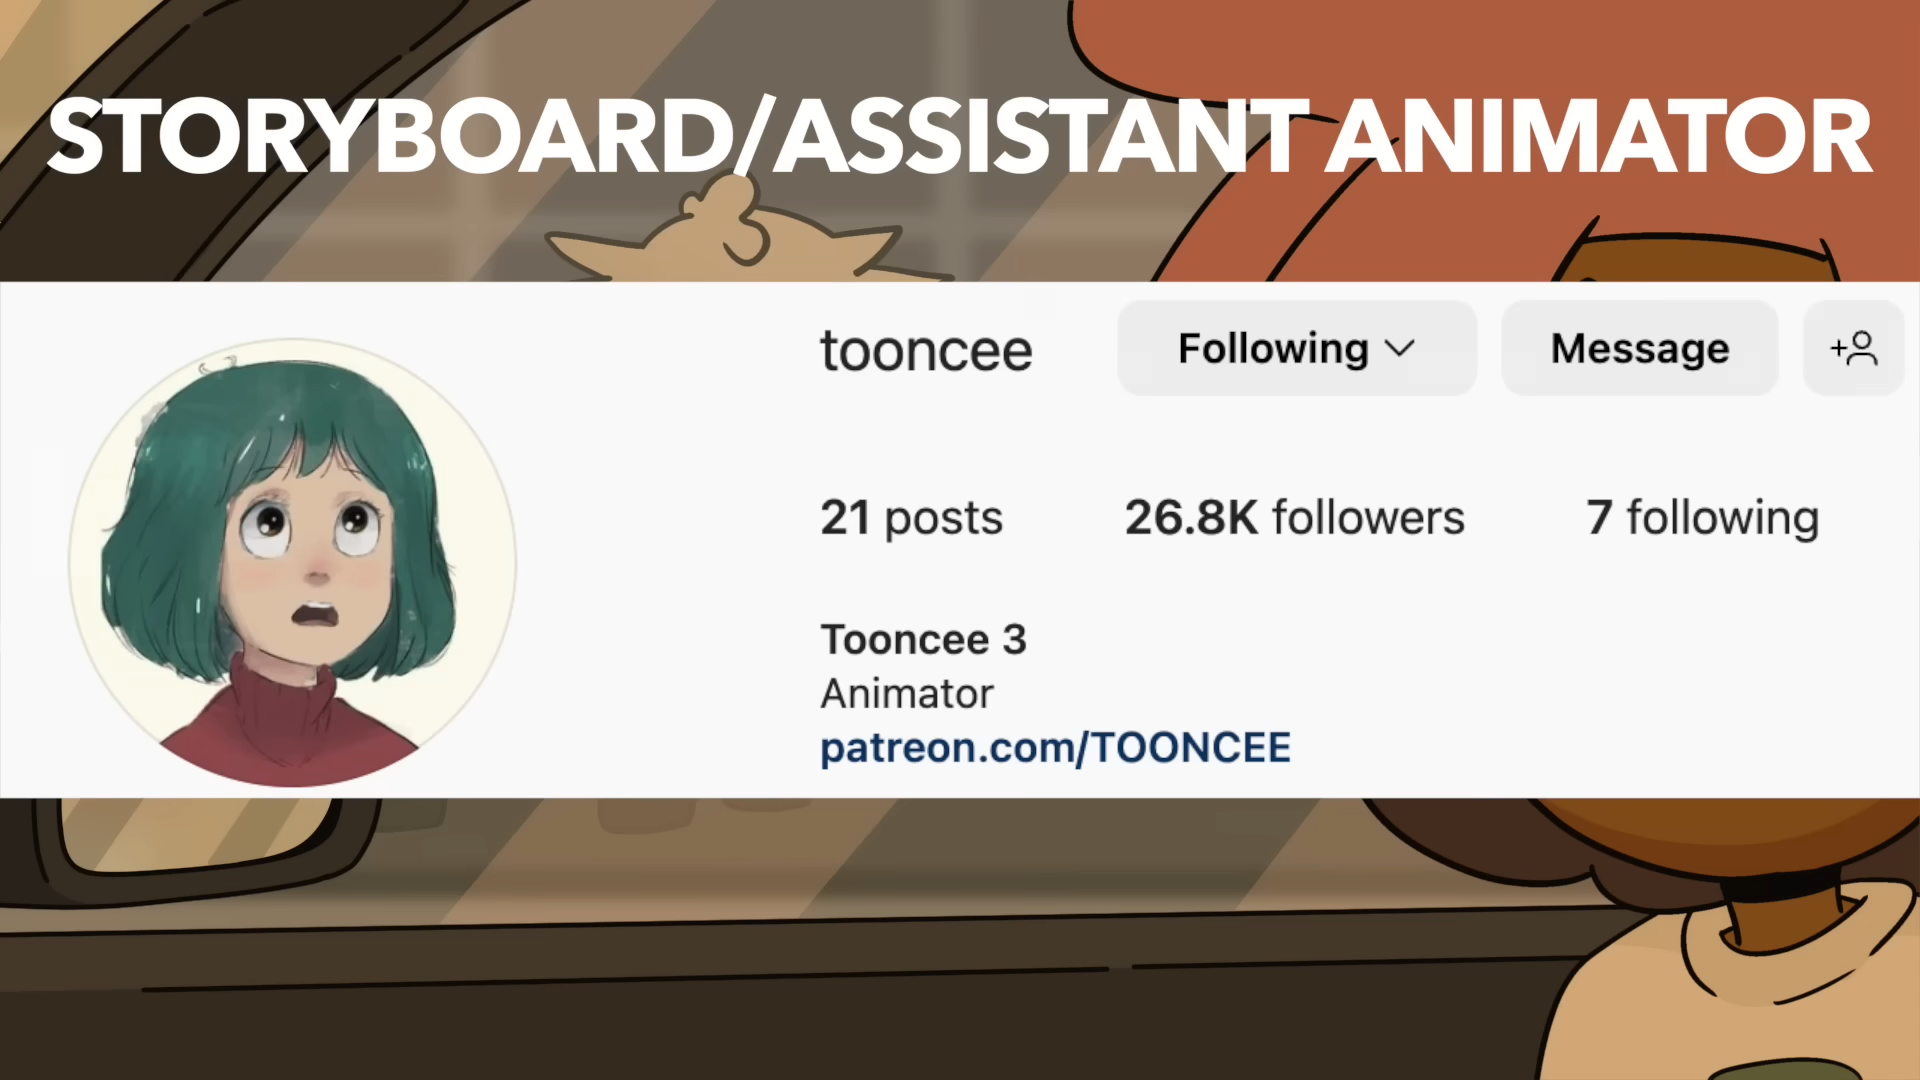 STORYBOARD/ASSISTANT ANIMATOR
tooncee Following Message
21 posts 26.8K followers 7 following
Tooncee 3
Animator
patreon.com/TOONCEE